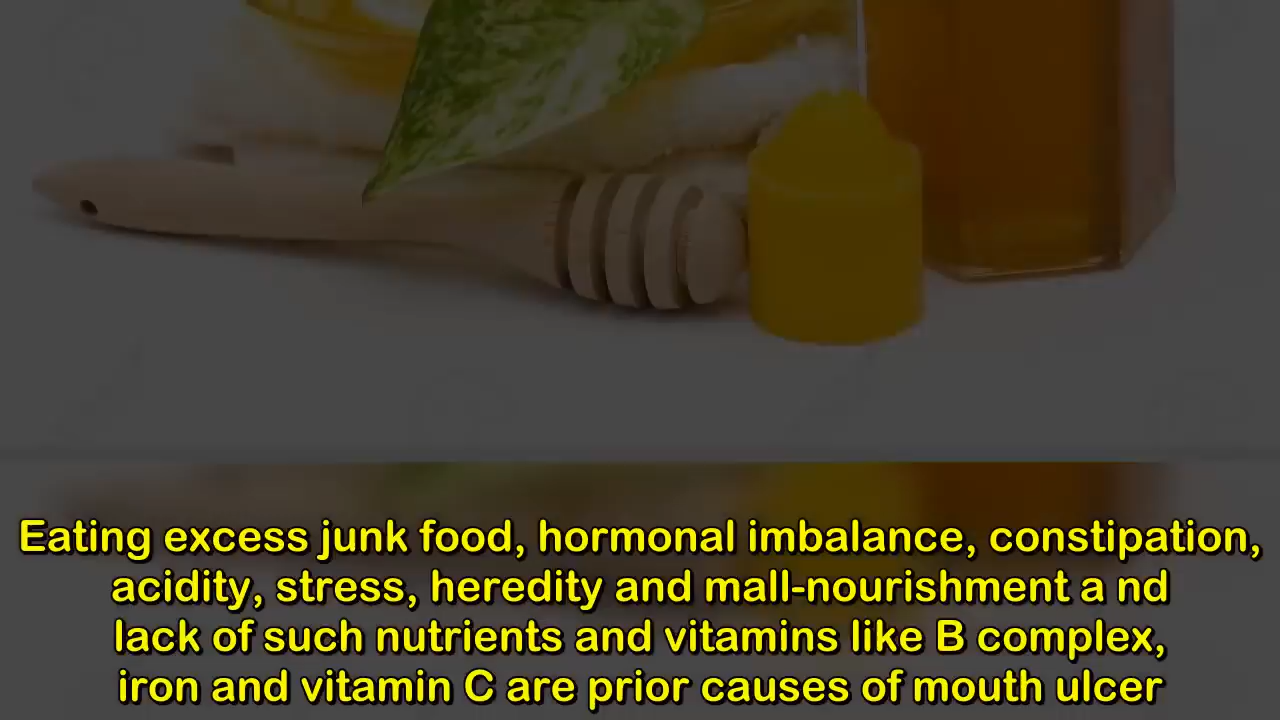 Eating excess junk food, hormonal imbalance, constipation,
acidity, stress, heredity and mall-nourishment a nd
lack of such nutrients and vitamins like B complex,
iron and vitamin C are prior causes of mouth ulcer